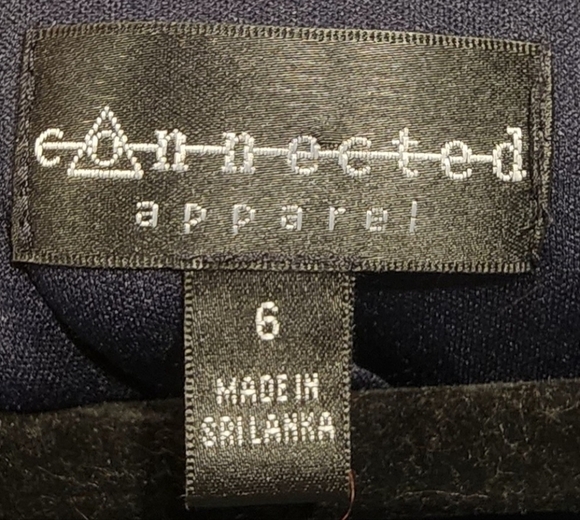 connected
apparel
6
MADE IN
SRI LANKA